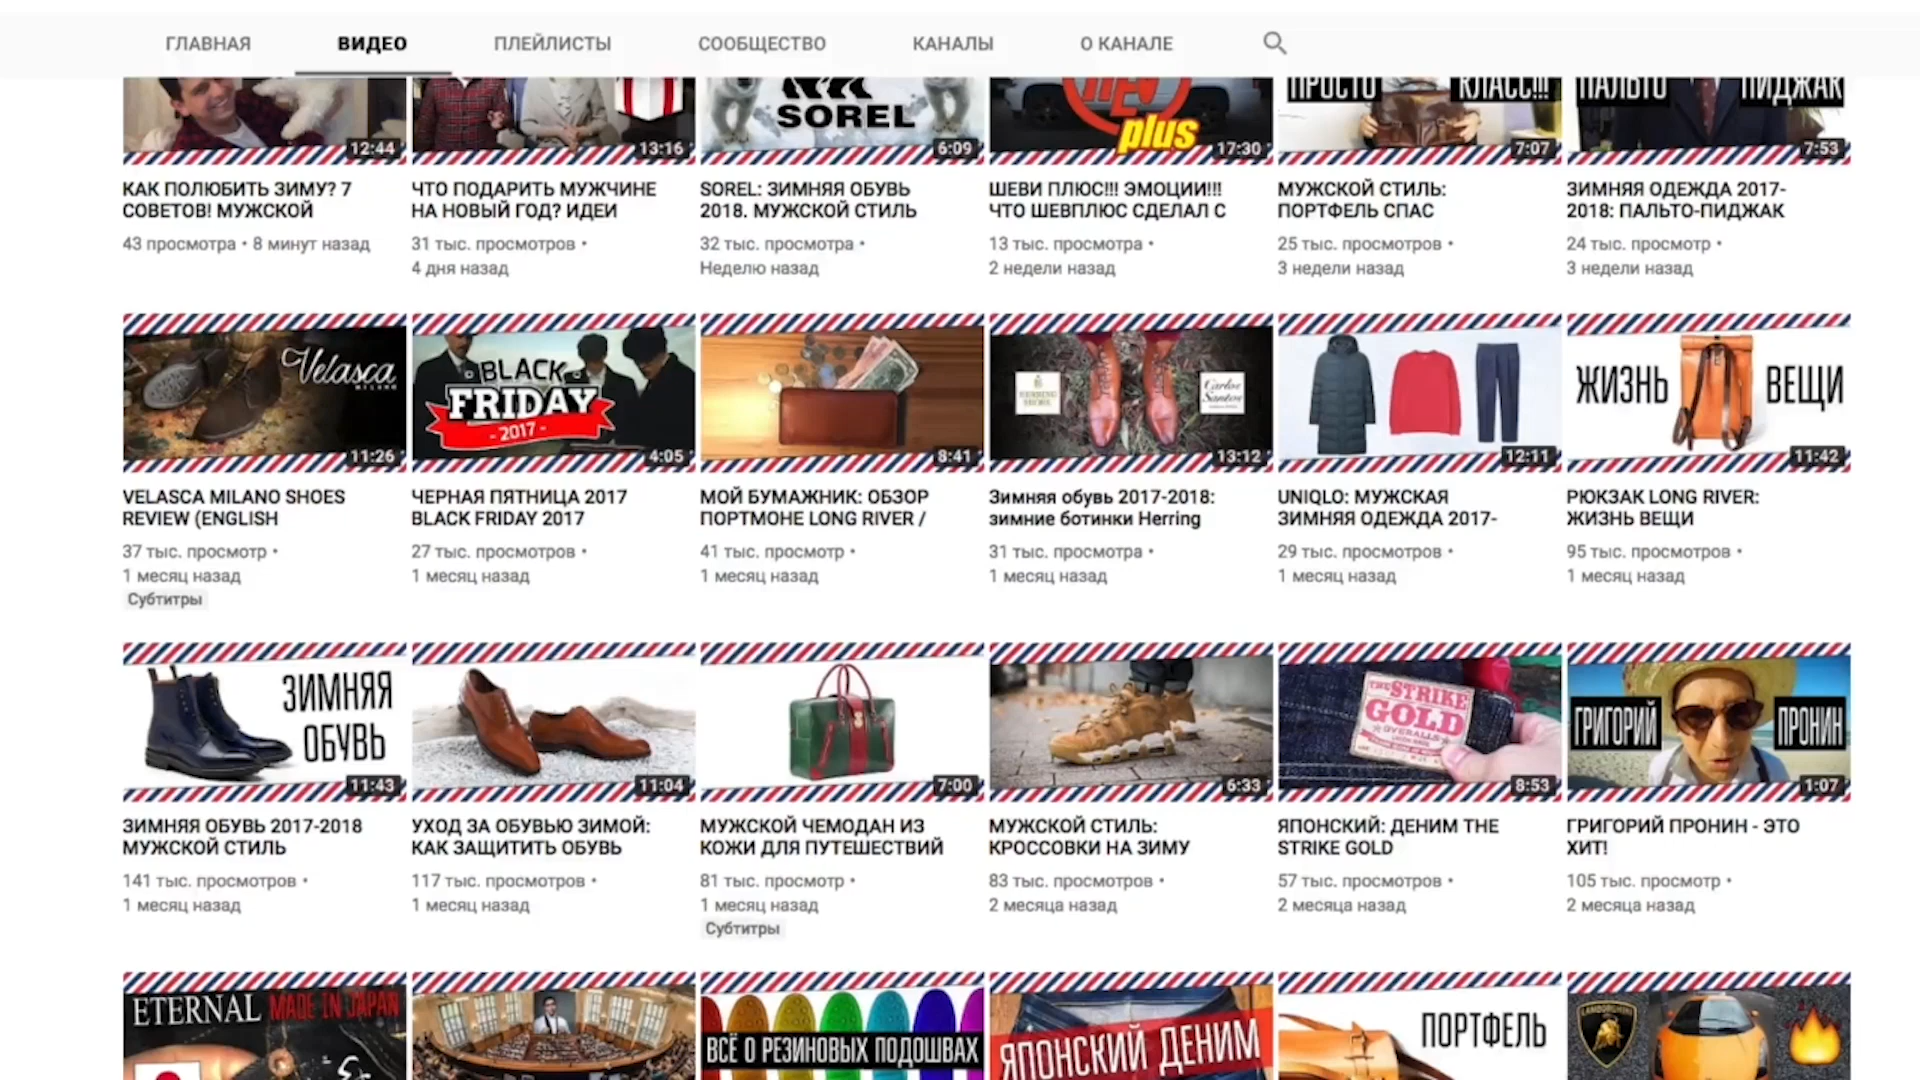 ГЛАВНАЯ ВИДЕО ПЛЕЙЛИСТЫ СООБЩЕСТВО КАНАЛЫ О КАНАЛЕ
SOREL
plus
ПРОСТО КЛАСС!!!
ПАЛЬТО ПИДЖАК
12:44 13:16 6:09 17:30 7:07 7:53
КАК ПОЛЮБИТЬ ЗИМУ? 7
СОВЕТОВ! МУЖСКОЙ
43 просмотра • 8 минут назад
ЧТО ПОДАРИТЬ МУЖЧИНЕ
НА НОВЫЙ ГОД? ИДЕИ
31 тыс. просмотров •
4 дня назад
SOREL: ЗИМНЯЯ ОБУВЬ
2018. МУЖСКОЙ СТИЛЬ
32 тыс. просмотра •
Неделю назад
ШЕВИ ПЛЮС!!! ЭМОЦИИ!!!
ЧТО ШЕВПЛЮС СДЕЛАЛ С
13 тыс. просмотра •
2 недели назад
МУЖСКОЙ СТИЛЬ:
ПОРТФЕЛЬ СПАС
25 тыс. просмотров •
3 недели назад
ЗИМНЯЯ ОДЕЖДА 2017-
2018: ПАЛЬТО-ПИДЖАК
24 тыс. просмотр •
3 недели назад
Velasca
MILANO
11:26
VELASCA MILANO SHOES
REVIEW (ENGLISH
37 тыс. просмотр •
1 месяц назад
Субтитры
BLACK
FRIDAY
- 2017 -
4:05
ЧЕРНАЯ ПЯТНИЦА 2017
BLACK FRIDAY 2017
27 тыс. просмотров •
1 месяц назад
8:41
МОЙ БУМАЖНИК: ОБЗОР
ПОРТМОНЕ LONG RIVER /
41 тыс. просмотр •
1 месяц назад
Carlos
Santos
13:12
Зимняя обувь 2017-2018:
зимние ботинки Herring
31 тыс. просмотра •
1 месяц назад
12:11
UNIQLO: МУЖСКАЯ
ЗИМНЯЯ ОДЕЖДА 2017-
29 тыс. просмотров •
1 месяц назад
ЖИЗНЬ ВЕЩИ
11:42
РЮКЗАК LONG RIVER:
ЖИЗНЬ ВЕЩИ
95 тыс. просмотров •
1 месяц назад
ЗИМНЯЯ
ОБУВЬ
11:43
ЗИМНЯЯ ОБУВЬ 2017-2018
МУЖСКОЙ СТИЛЬ
141 тыс. просмотров •
1 месяц назад
11:04
УХОД ЗА ОБУВЬЮ ЗИМОЙ:
КАК ЗАЩИТИТЬ ОБУВЬ
117 тыс. просмотров •
1 месяц назад
7:00
МУЖСКОЙ ЧЕМОДАН ИЗ
КОЖИ ДЛЯ ПУТЕШЕСТВИЙ
81 тыс. просмотр •
1 месяц назад
Субтитры
6:33
МУЖСКОЙ СТИЛЬ:
КРОССОВКИ НА ЗИМУ
83 тыс. просмотров •
2 месяца назад
THE STRIKE
GOLD
OVERALLS
8:53
ЯПОНСКИЙ: ДЕНИМ THE
STRIKE GOLD
57 тыс. просмотров •
2 месяца назад
ГРИГОРИЙ ПРОНИН
1:07
ГРИГОРИЙ ПРОНИН - ЭТО
ХИТ!
105 тыс. просмотр •
2 месяца назад
ETERNAL MADE IN JAPAN
ВСЁ О РЕЗИНОВЫХ ПОДОШВАХ
ЯПОНСКИЙ ДЕНИМ
ПОРТФЕЛЬ
LAMBORGHINI